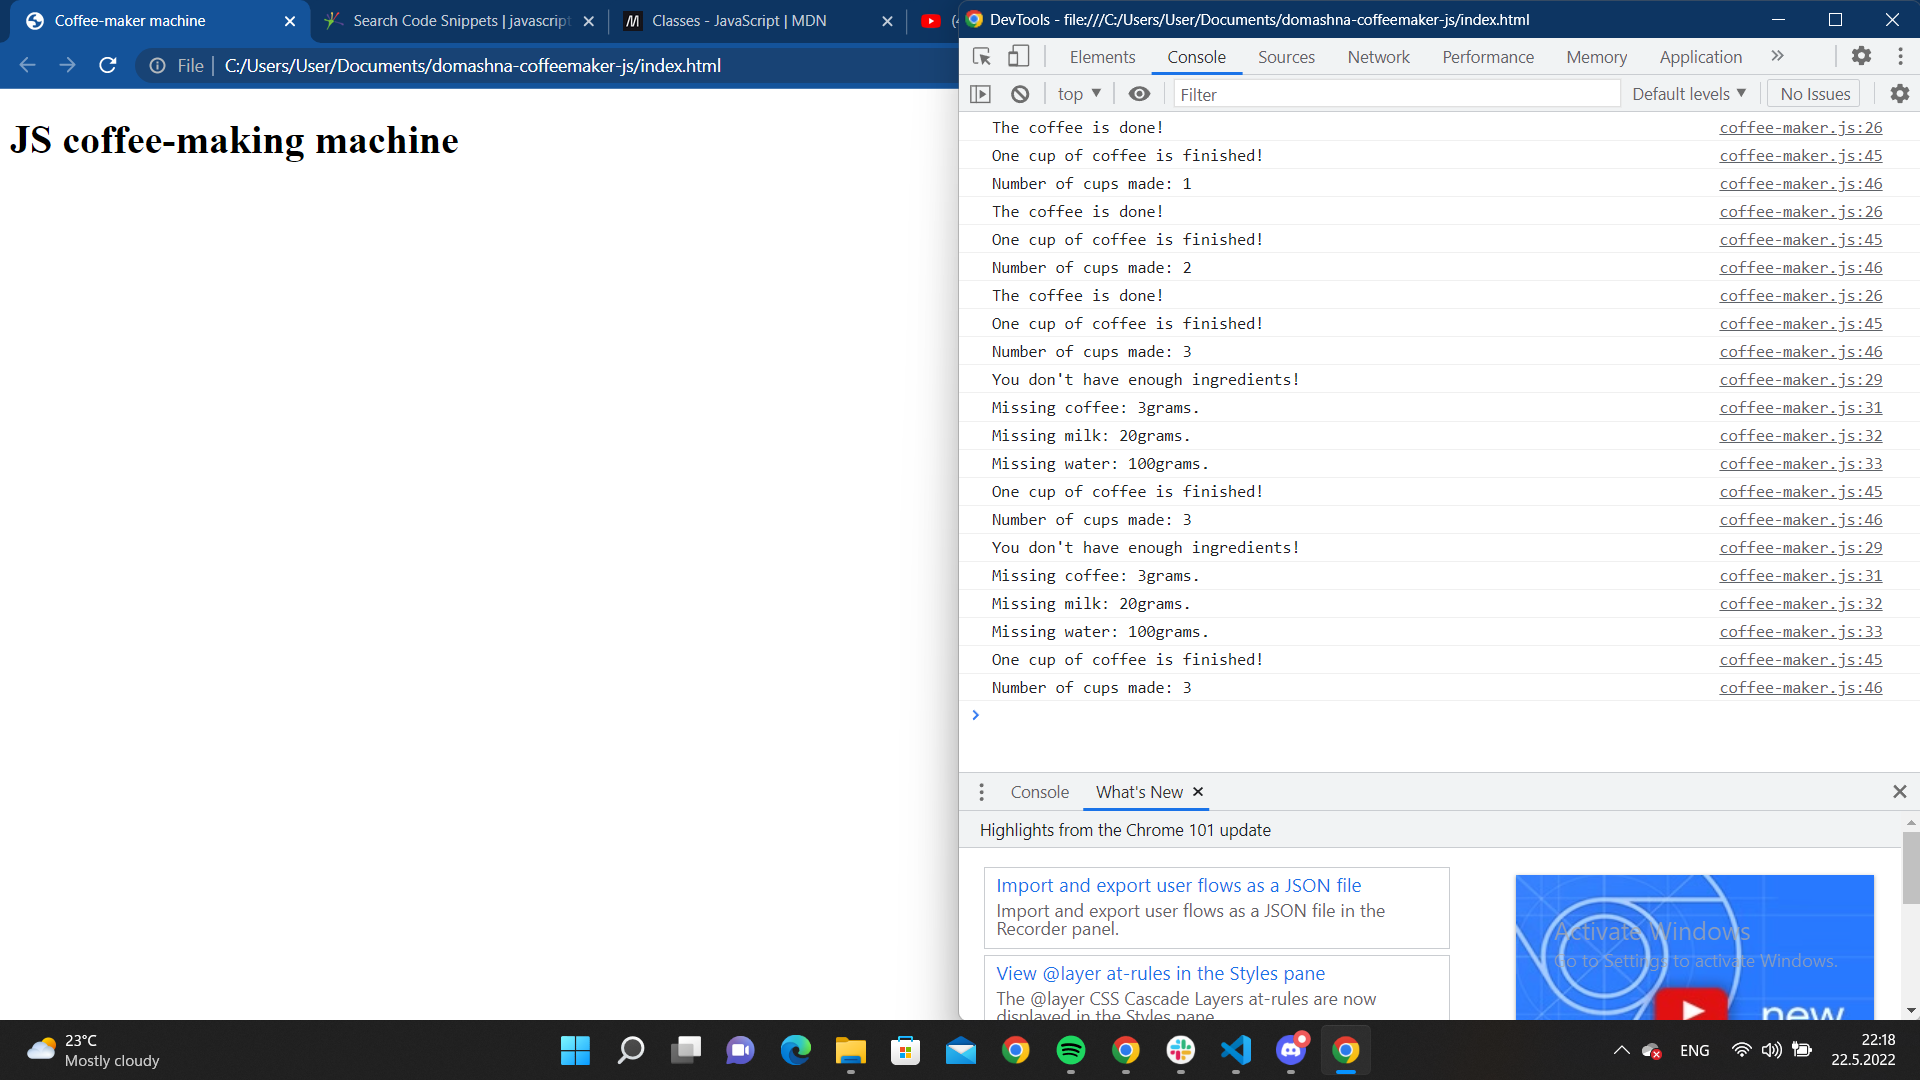 Coffee-maker machine
Search Code Snippets | javascript
Classes - JavaScript | MDN
File
C:/Users/User/Documents/domashna-coffeemaker-js/index.html
JS coffee-making machine
DevTools - file:///C:/Users/User/Documents/domashna-coffeemaker-js/index.html
Elements Console Sources Network Performance Memory Application
top Filter Default levels No Issues
The coffee is done! coffee-maker.js:26
One cup of coffee is finished! coffee-maker.js:45
Number of cups made: 1 coffee-maker.js:46
The coffee is done! coffee-maker.js:26
One cup of coffee is finished! coffee-maker.js:45
Number of cups made: 2 coffee-maker.js:46
The coffee is done! coffee-maker.js:26
One cup of coffee is finished! coffee-maker.js:45
Number of cups made: 3 coffee-maker.js:46
You don't have enough ingredients! coffee-maker.js:29
Missing coffee: 3grams. coffee-maker.js:31
Missing milk: 20grams. coffee-maker.js:32
Missing water: 100grams. coffee-maker.js:33
One cup of coffee is finished! coffee-maker.js:45
Number of cups made: 3 coffee-maker.js:46
You don't have enough ingredients! coffee-maker.js:29
Missing coffee: 3grams. coffee-maker.js:31
Missing milk: 20grams. coffee-maker.js:32
Missing water: 100grams. coffee-maker.js:33
One cup of coffee is finished! coffee-maker.js:45
Number of cups made: 3 coffee-maker.js:46
Console What's New
Highlights from the Chrome 101 update
Import and export user flows as a JSON file
Import and export user flows as a JSON file in the
Recorder panel.
View @layer at-rules in the Styles pane
The @layer CSS Cascade Layers at-rules are now
displayed in the Styles pane
Activate Windows
Go to Settings to activate Windows.
new
23°C
Mostly cloudy
ENG
22:18
22.5.2022